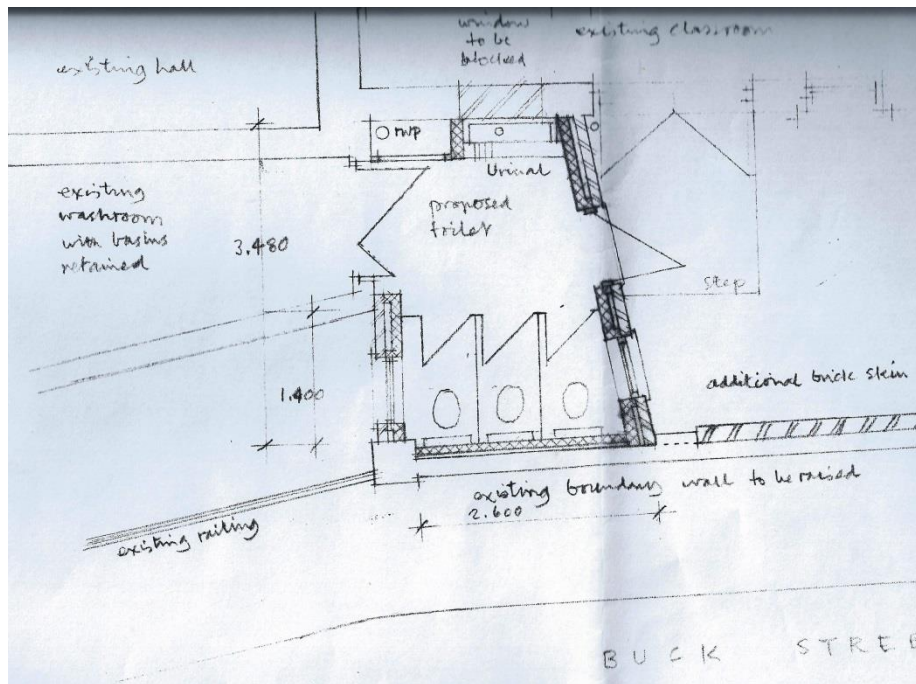 window
to be
blocked
existing classroom
existing hall
rwp
Urinal
existing
washroom
with basins
retained
3.480
proposed
toilet
step
1.400
additional brick skin
existing boundary wall to be raised
2.600
existing railing
BUCK STREE